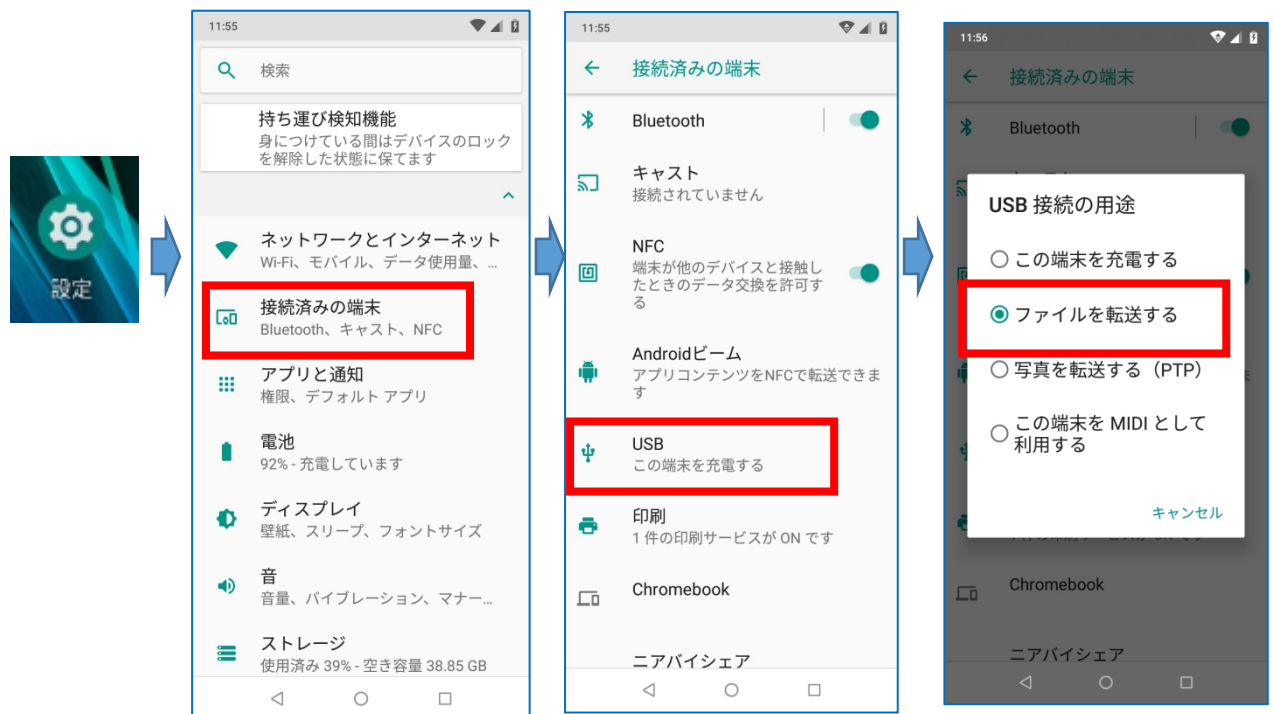 設定
11:55
検索
持ち運び検知機能
身につけている間はデバイスのロック
を解除した状態に保てます
ネットワークとインターネット
Wi-Fi、モバイル、データ使用量、...
接続済みの端末
Bluetooth、キャスト、NFC
アプリと通知
権限、デフォルト アプリ
電池
92% - 充電しています
ディスプレイ
壁紙、スリープ、フォントサイズ
音
音量、バイブレーション、マナー...
ストレージ
使用済み 39% - 空き容量 38.85 GB
11:55
接続済みの端末
Bluetooth
キャスト
接続されていません
NFC
端末が他のデバイスと接触し
たときのデータ交換を許可す
る
Androidビーム
アプリコンテンツをNFCで転送できま
す
USB
この端末を充電する
印刷
1 件の印刷サービスが ON です
Chromebook
ニアバイシェア
11:56
接続済みの端末
Bluetooth
USB 接続の用途
この端末を充電する
ファイルを転送する
写真を転送する（PTP）
この端末を MIDI として
利用する
キャンセル
Chromebook
ニアバイシェア